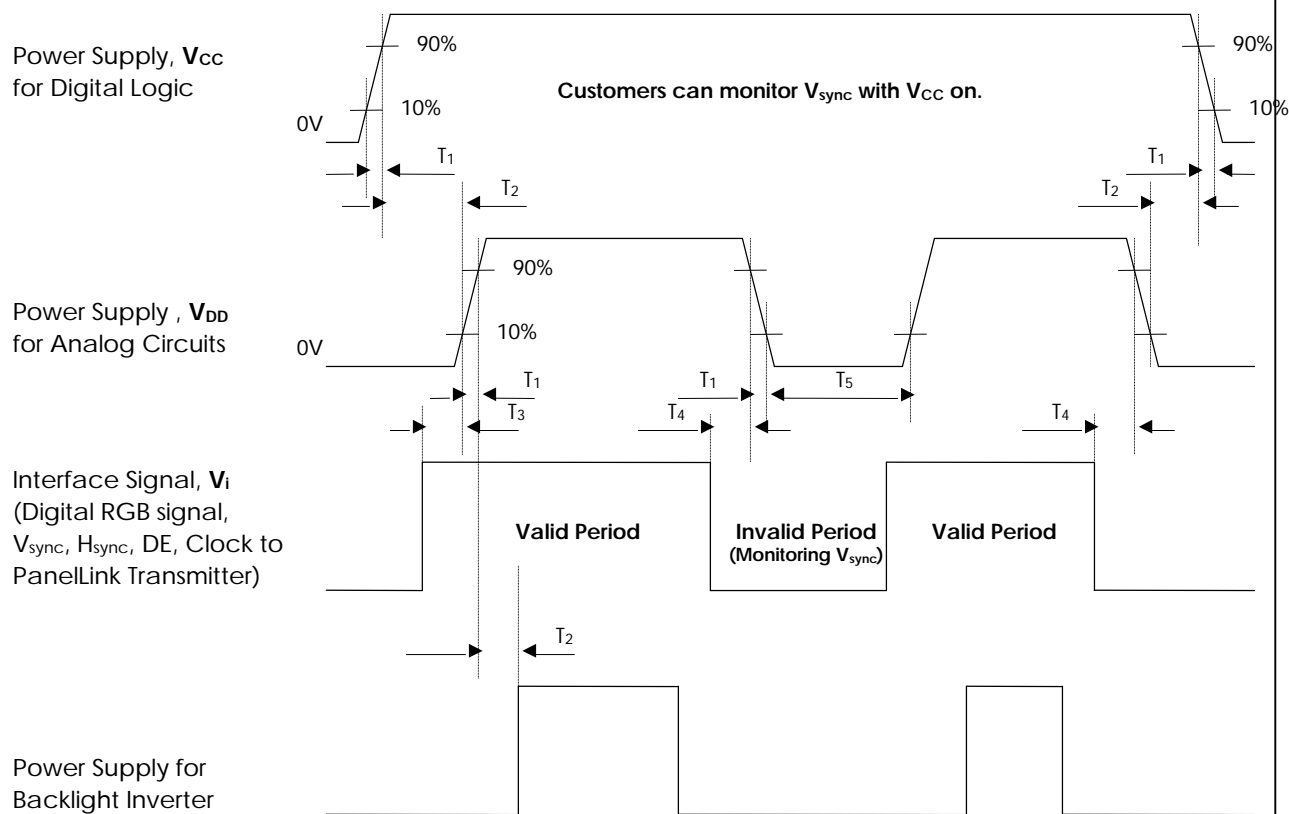 Power Supply, VCC
for Digital Logic
90%
10%
0V
Customers can monitor Vsync with VCC on.
90%
10%
T1
T2
T1
T2
Power Supply , VDD
for Analog Circuits
90%
10%
0V
T1
T3
T1
T4
T5
T4
Interface Signal, Vi
(Digital RGB signal,
Vsync, Hsync, DE, Clock to
PanelLink Transmitter)
Valid Period
Invalid Period
(Monitoring Vsync)
Valid Period
T2
Power Supply for
Backlight Inverter